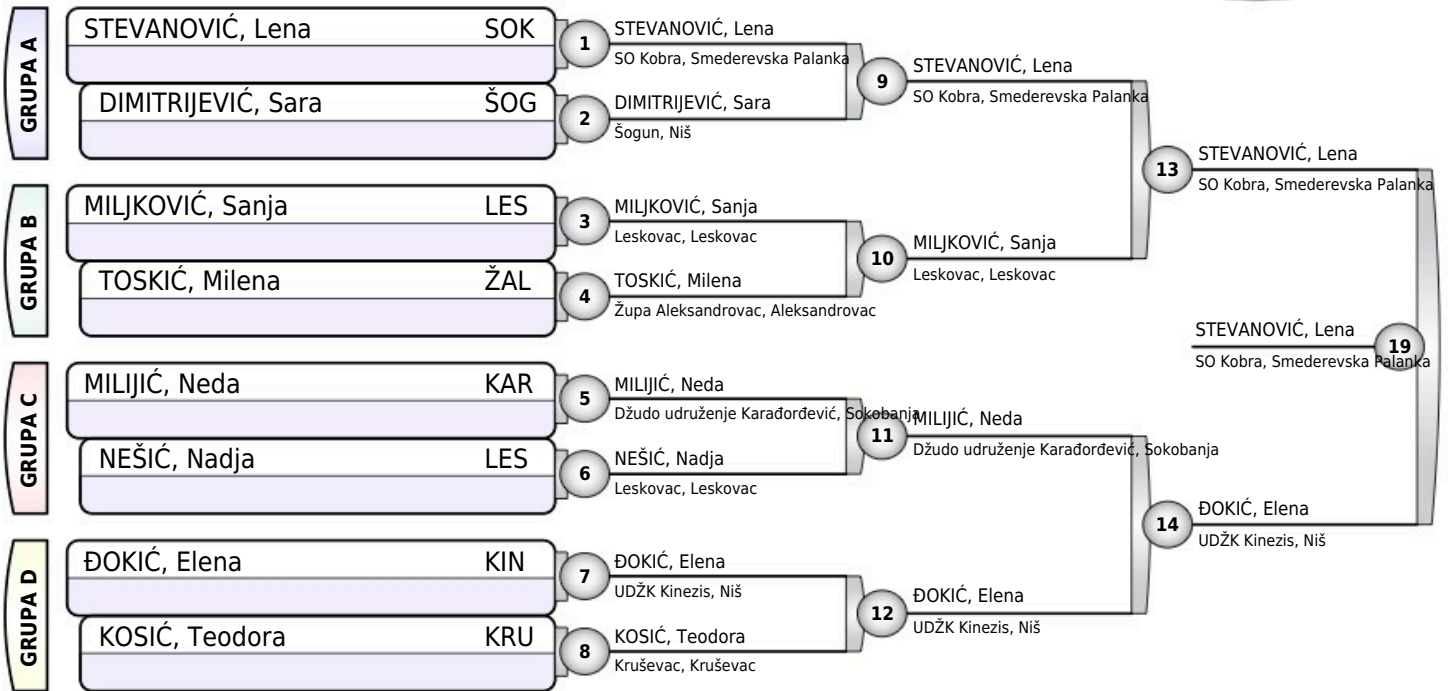 GRUPA A
STEVANOVIĆ, Lena SOK
DIMITRIJEVIĆ, Sara ŠOG
1
STEVANOVIĆ, Lena
SO Kobra, Smederevska Palanka
2
DIMITRIJEVIĆ, Sara
Šogun, Niš
9
STEVANOVIĆ, Lena
SO Kobra, Smederevska Palanka
GRUPA B
MILJKOVIĆ, Sanja LES
TOSKIĆ, Milena ŽAL
3
MILJKOVIĆ, Sanja
Leskovac, Leskovac
4
TOSKIĆ, Milena
Župa Aleksandrovac, Aleksandrovac
10
MILJKOVIĆ, Sanja
Leskovac, Leskovac
13
STEVANOVIĆ, Lena
SO Kobra, Smederevska Palanka
GRUPA C
MILIJIĆ, Neda KAR
NEŠIĆ, Nadja LES
5
MILIJIĆ, Neda
Džudo udruženje Karađorđević, Sokobanja
6
NEŠIĆ, Nadja
Leskovac, Leskovac
11
MILIJIĆ, Neda
Džudo udruženje Karađorđević, Sokobanja
GRUPA D
ĐOKIĆ, Elena KIN
KOSIĆ, Teodora KRU
7
ĐOKIĆ, Elena
UDŽK Kinezis, Niš
8
KOSIĆ, Teodora
Kruševac, Kruševac
12
ĐOKIĆ, Elena
UDŽK Kinezis, Niš
14
ĐOKIĆ, Elena
UDŽK Kinezis, Niš
STEVANOVIĆ, Lena
SO Kobra, Smederevska Palanka
19